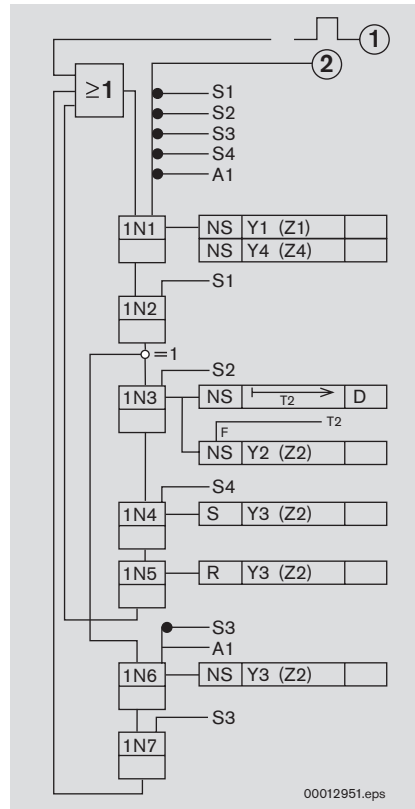 1
2
≥1
S1
S2
S3
S4
A1
1N1 NS Y1 (Z1)
NS Y4 (Z4)
S1
1N2
=1
S2
1N3 NS T2 D
F T2
NS Y2 (Z2)
S4
1N4 S Y3 (Z2)
1N5 R Y3 (Z2)
S3
A1
1N6 NS Y3 (Z2)
S3
1N7
00012951.eps